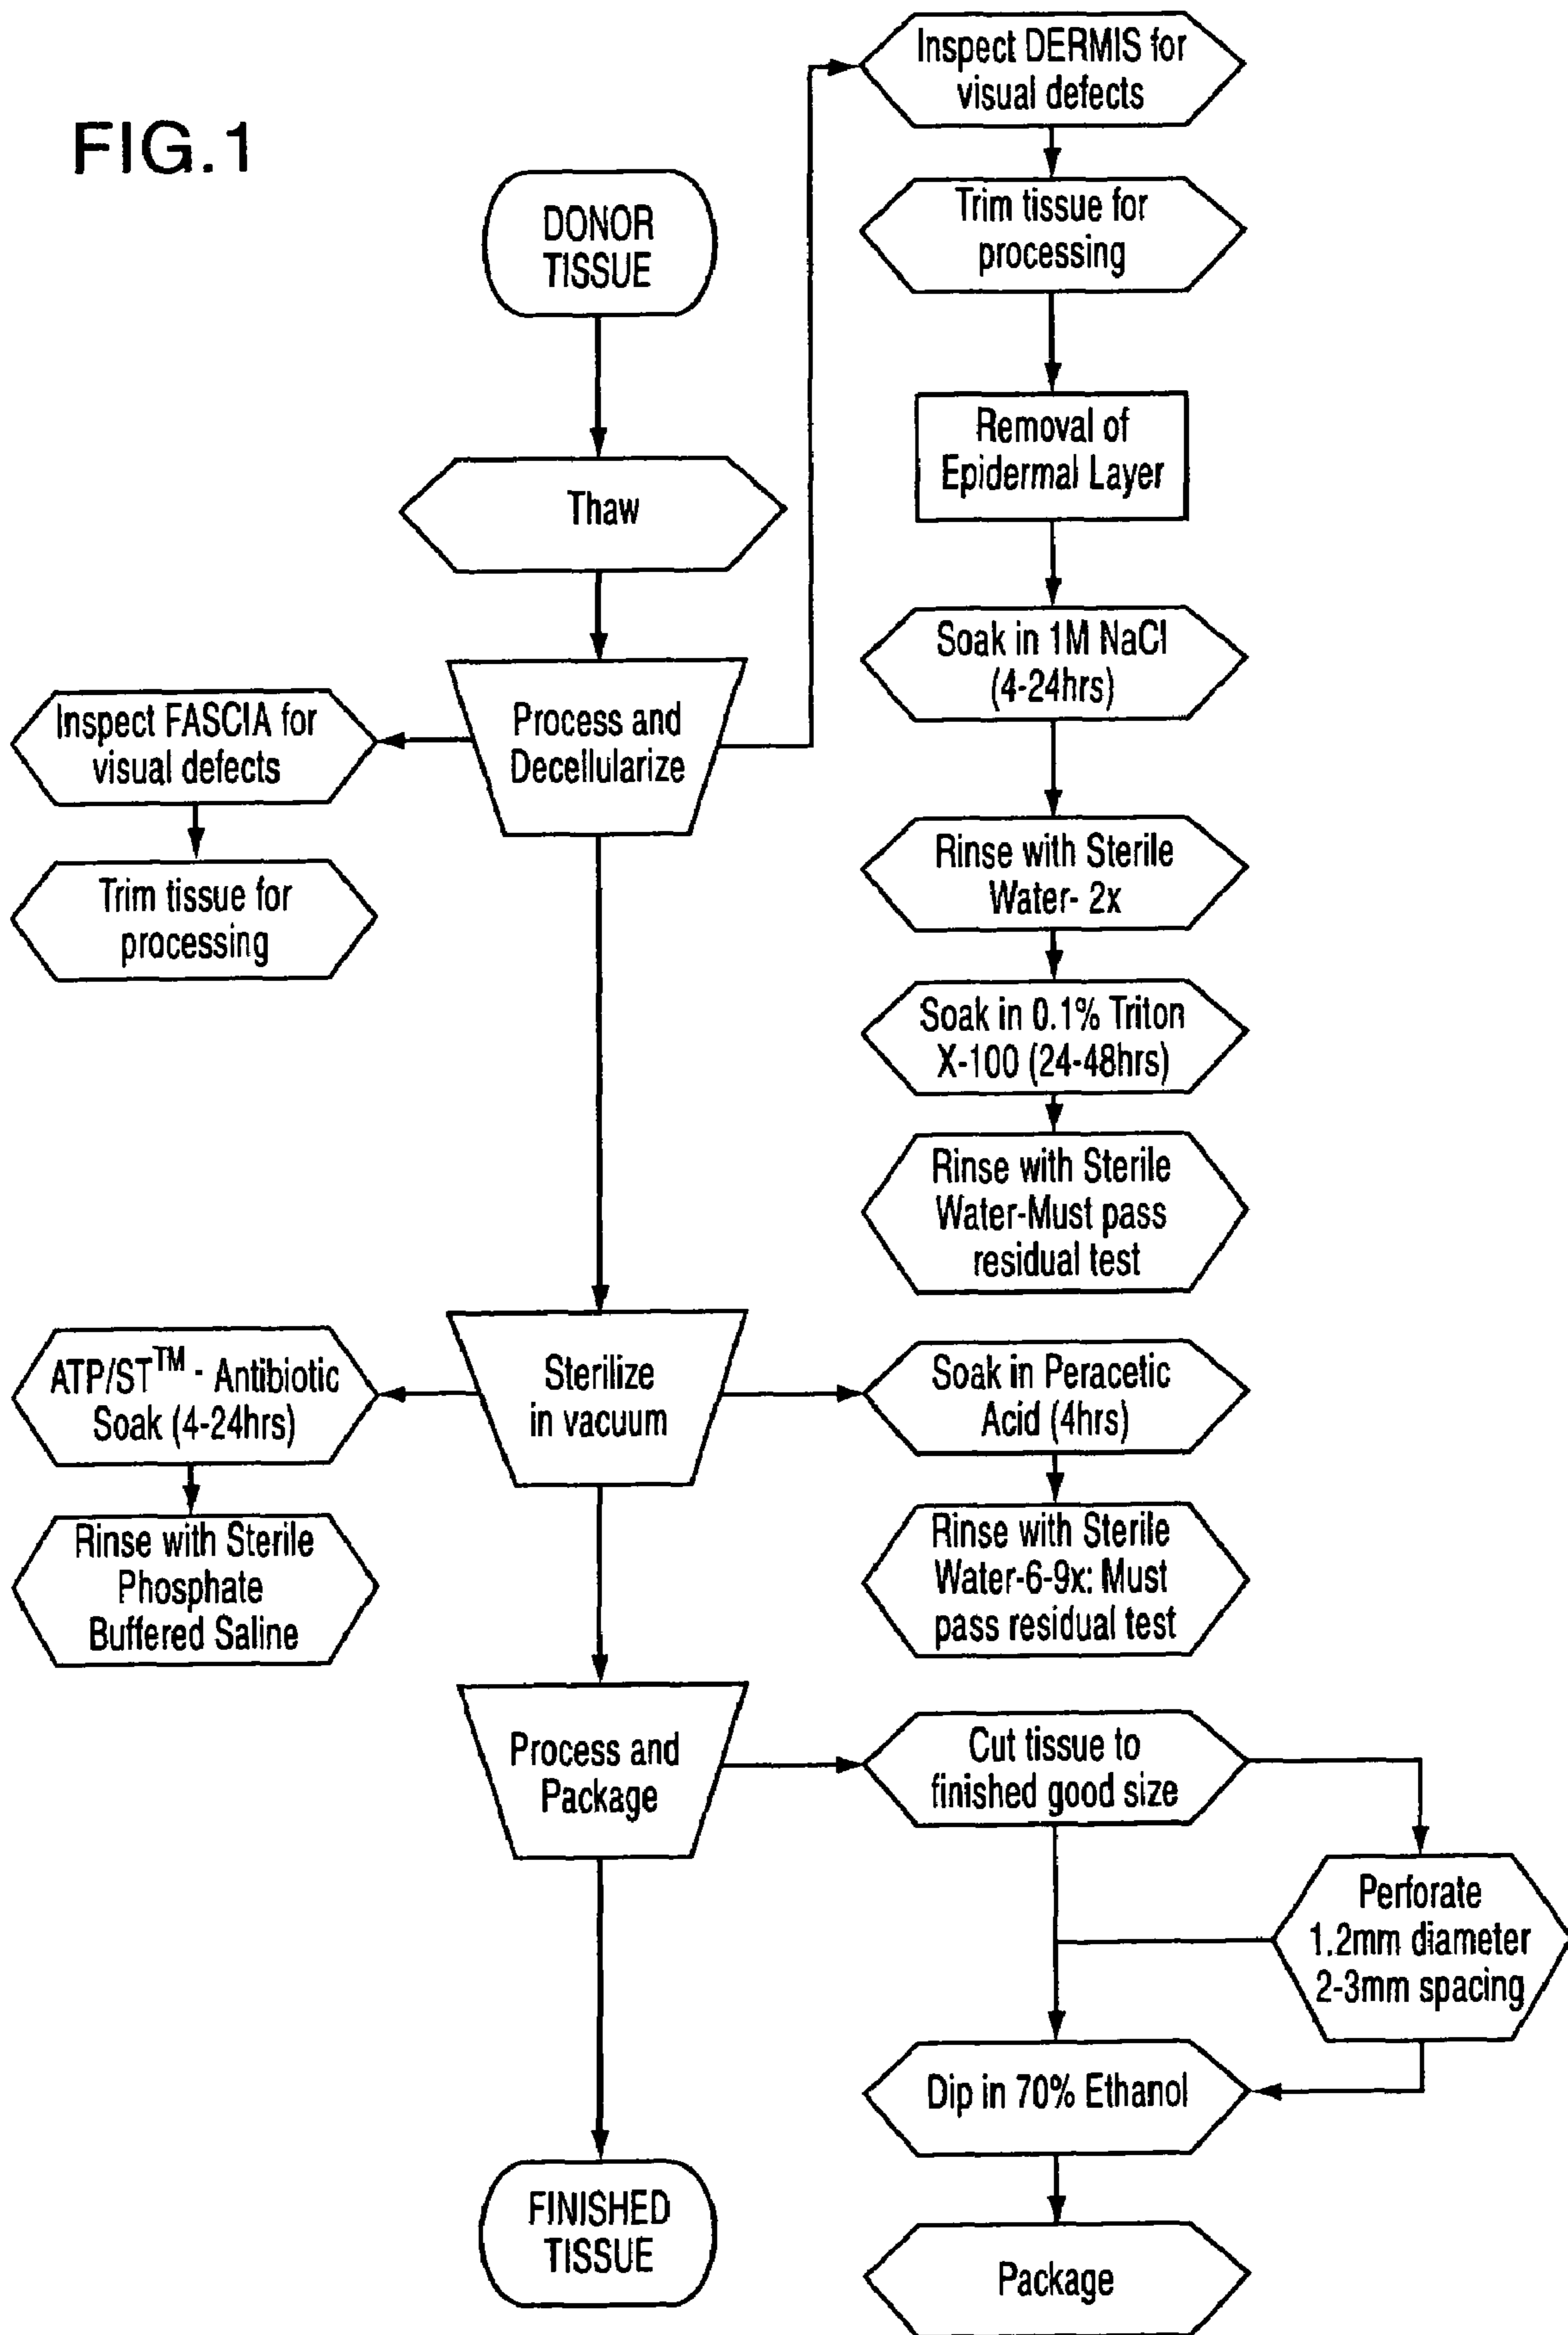 FIG.1
DONOR
TISSUE
Thaw
Process and
Decellularize
Inspect FASCIA for
visual defects
Trim tissue for
processing
Inspect DERMIS for
visual defects
Trim tissue for
processing
Removal of
Epidermal Layer
Soak in 1M NaCl
(4-24hrs)
Rinse with Sterile
Water- 2x
Soak in 0.1% Triton
X-100 (24-48hrs)
Rinse with Sterile
Water-Must pass
residual test
Sterilize
in vacuum
ATP/ST™ - Antibiotic
Soak (4-24hrs)
Rinse with Sterile
Phosphate
Buffered Saline
Soak in Peracetic
Acid (4hrs)
Rinse with Sterile
Water-6-9x: Must
pass residual test
Process and
Package
Cut tissue to
finished good size
Perforate
1.2mm diameter
2-3mm spacing
Dip in 70% Ethanol
Package
FINISHED
TISSUE